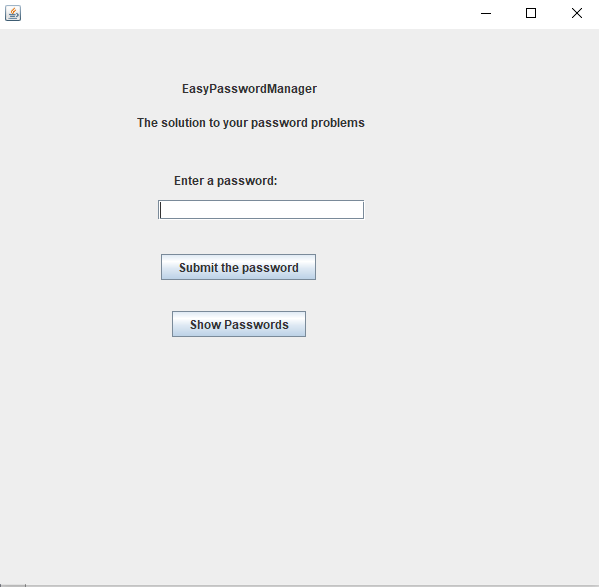 EasyPasswordManager
The solution to your password problems
Enter a password:
Submit the password
Show Passwords